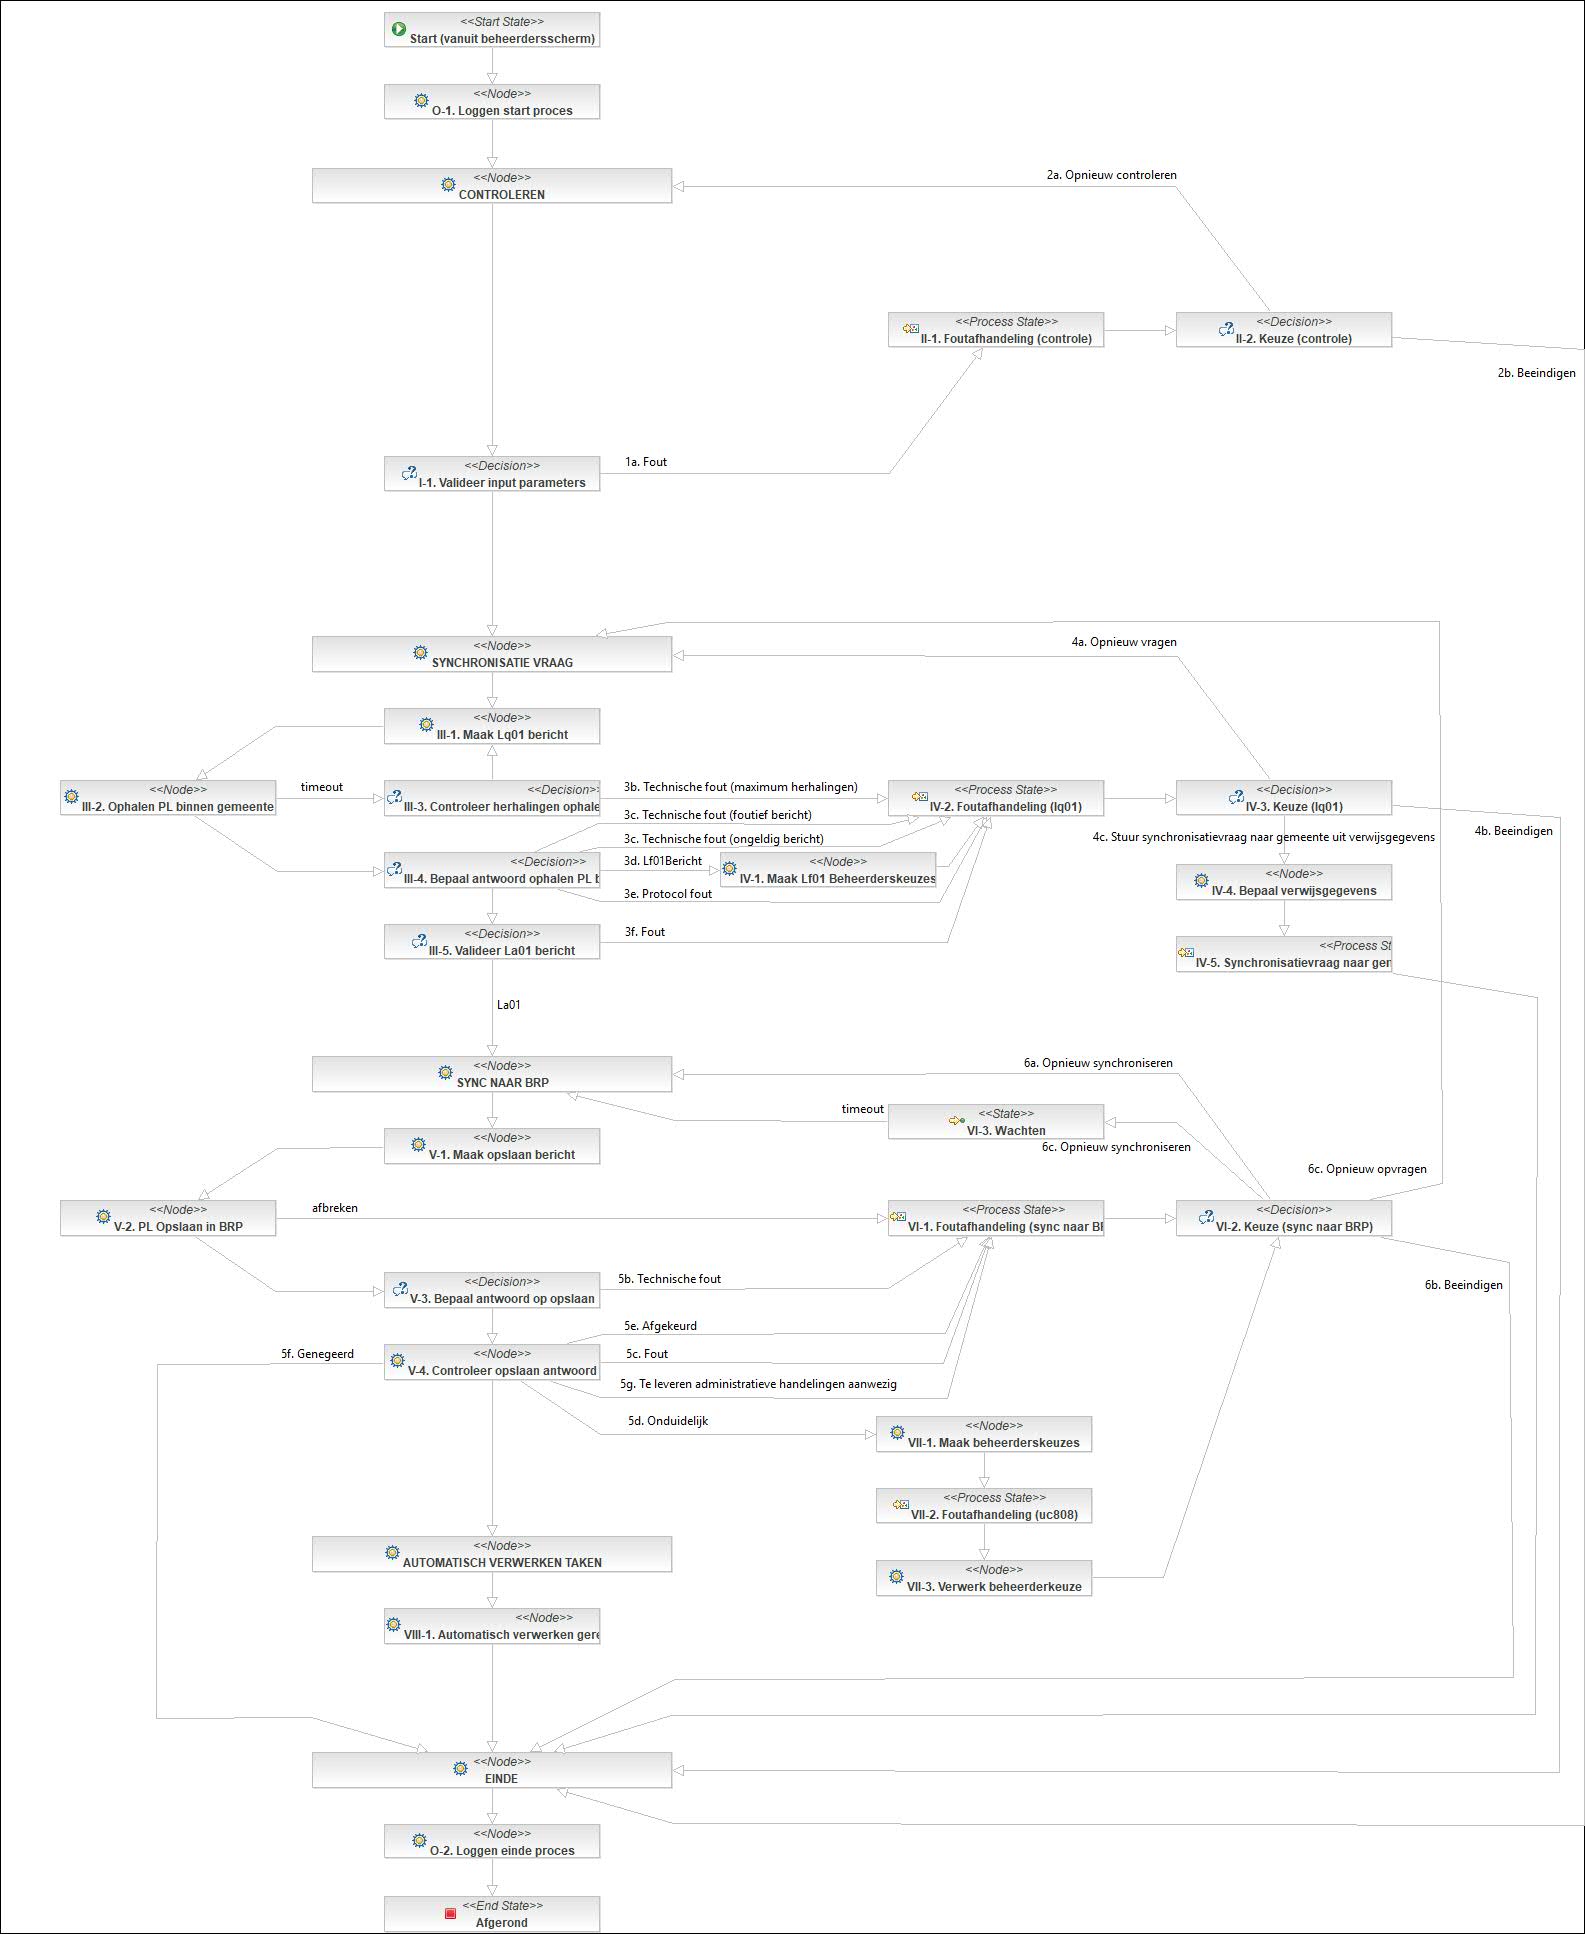 <<Start State>>
Start (vanuit beheerdersscherm)
<<Node>>
O-1. Loggen start proces
<<Node>>
CONTROLEREN
2a. Opnieuw controleren
<<Process State>>
II-1. Foutafhandeling (controle)
<<Decision>>
II-2. Keuze (controle)
2b. Beeindigen
<<Decision>>
I-1. Valideer input parameters
1a. Fout
<<Node>>
SYNCHRONISATIE VRAAG
4a. Opnieuw vragen
<<Node>>
III-1. Maak Lq01 bericht
<<Node>>
III-2. Ophalen PL binnen gemeente
timeout
<<Decision>>
III-3. Controleer herhalingen ophale
3b. Technische fout (maximum herhalingen)
<<Process State>>
IV-2. Foutafhandeling (lq01)
<<Decision>>
IV-3. Keuze (lq01)
3c. Technische fout (foutief bericht)
4b. Beeindigen
3c. Technische fout (ongeldig bericht)
4c. Stuur synchronisatievraag naar gemeente uit verwijsgegevens
<<Decision>>
III-4. Bepaal antwoord ophalen PL b
3d. Lf01Bericht
<<Node>>
IV-1. Maak Lf01 Beheerderskeuzes
<<Node>>
IV-4. Bepaal verwijsgegevens
3e. Protocol fout
<<Decision>>
III-5. Valideer La01 bericht
3f. Fout
<<Process St
IV-5. Synchronisatievraag naar gen
La01
<<Node>>
SYNC NAAR BRP
6a. Opnieuw synchroniseren
timeout
<<State>>
VI-3. Wachten
<<Node>>
V-1. Maak opslaan bericht
6c. Opnieuw synchroniseren
6c. Opnieuw opvragen
<<Node>>
V-2. PL Opslaan in BRP
afbreken
<<Process State>>
VI-1. Foutafhandeling (sync naar BF
<<Decision>>
VI-2. Keuze (sync naar BRP)
<<Decision>>
V-3. Bepaal antwoord op opslaan
5b. Technische fout
6b. Beeindigen
5e. Afgekeurd
5f. Genegeerd
<<Node>>
V-4. Controleer opslaan antwoord
5c. Fout
5g. Te leveren administratieve handelingen aanwezig
5d. Onduidelijk
<<Node>>
VII-1. Maak beheerderskeuzes
<<Process State>>
VII-2. Foutafhandeling (uc808)
<<Node>>
AUTOMATISCH VERWERKEN TAKEN
<<Node>>
VII-3. Verwerk beheerderkeuze
<<Node>>
VIII-1. Automatisch verwerken gere
<<Node>>
EINDE
<<Node>>
O-2. Loggen einde proces
<<End State>>
Afgerond